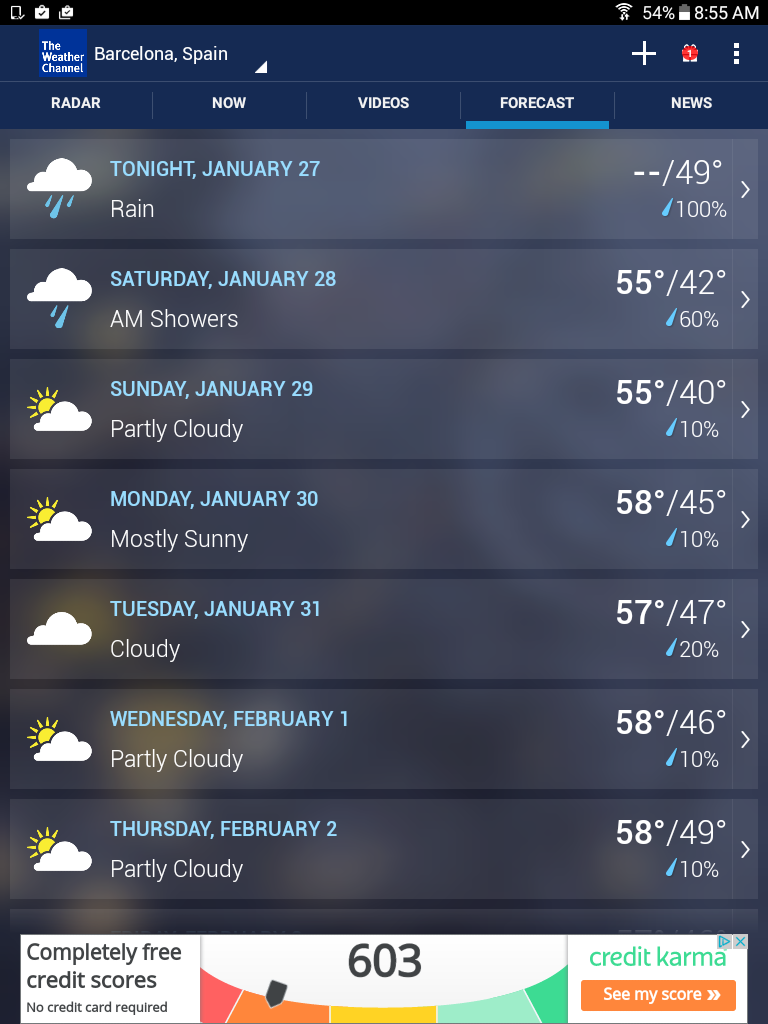 54% 8:55 AM
The
Weather
Channel
Barcelona, Spain
1
RADAR
NOW
VIDEOS
FORECAST
NEWS
TONIGHT, JANUARY 27
--/49°
Rain
100%
SATURDAY, JANUARY 28
55°/42°
AM Showers
60%
SUNDAY, JANUARY 29
55°/40°
Partly Cloudy
10%
MONDAY, JANUARY 30
58°/45°
Mostly Sunny
10%
TUESDAY, JANUARY 31
57°/47°
Cloudy
20%
WEDNESDAY, FEBRUARY 1
58°/46°
Partly Cloudy
10%
THURSDAY, FEBRUARY 2
58°/49°
Partly Cloudy
10%
Completely free
credit scores
No credit card required
603
credit karma
See my score »